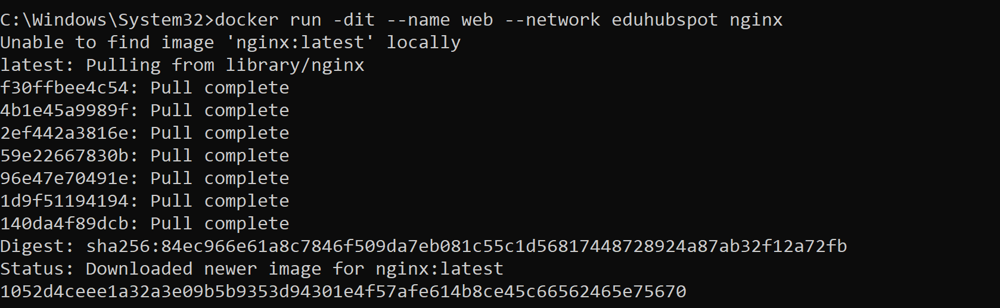 C:\Windows\System32>docker run -dit --name web --network eduhubspot nginx
Unable to find image 'nginx:latest' locally
latest: Pulling from library/nginx
f30ffbee4c54: Pull complete
4b1e45a9989f: Pull complete
2ef442a3816e: Pull complete
59e22667830b: Pull complete
96e47e70491e: Pull complete
1d9f51194194: Pull complete
140da4f89dcb: Pull complete
Digest: sha256:84ec966e61a8c7846f509da7eb081c55c1d56817448728924a87ab32f12a72fb
Status: Downloaded newer image for nginx:latest
1052d4ceee1a32a3e09b5b9353d94301e4f57afe614b8ce45c66562465e75670